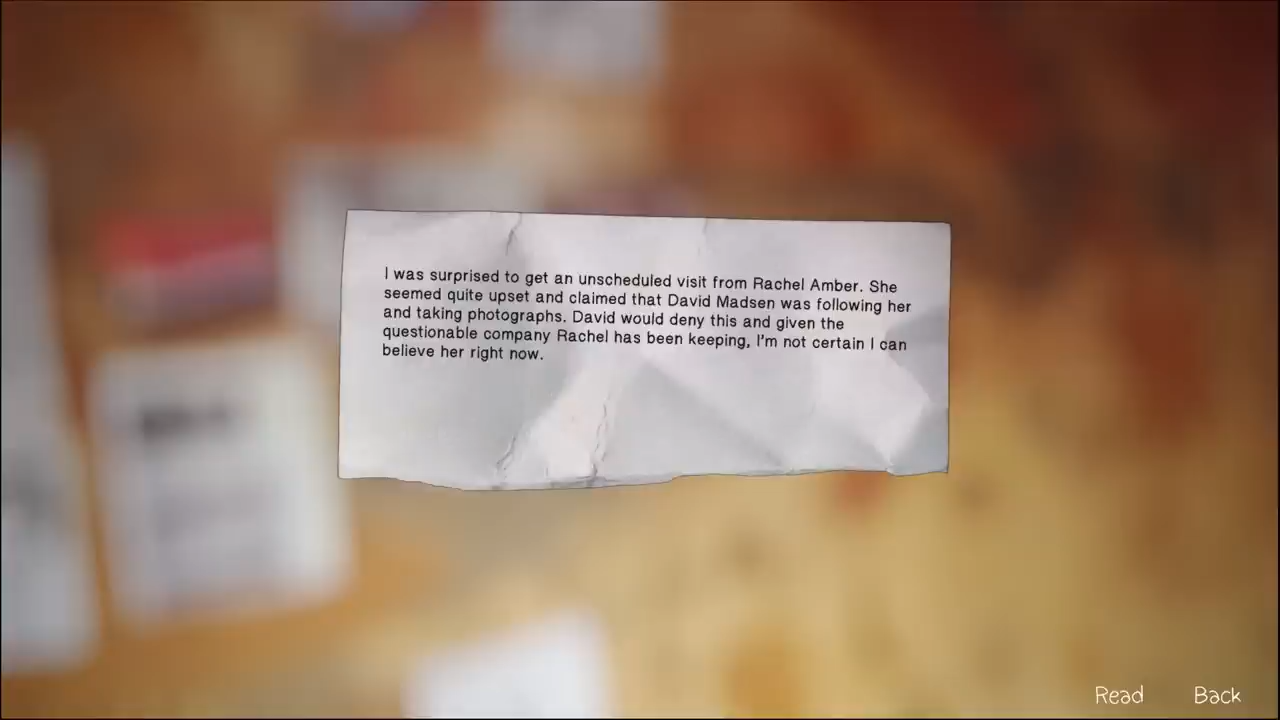 I was surprised to get an unscheduled visit from Rachel Amber. She
seemed quite upset and claimed that David Madsen was following her
and taking photographs. David would deny this and given the
questionable company Rachel has been keeping, I'm not certain I can
believe her right now.
Read
Back